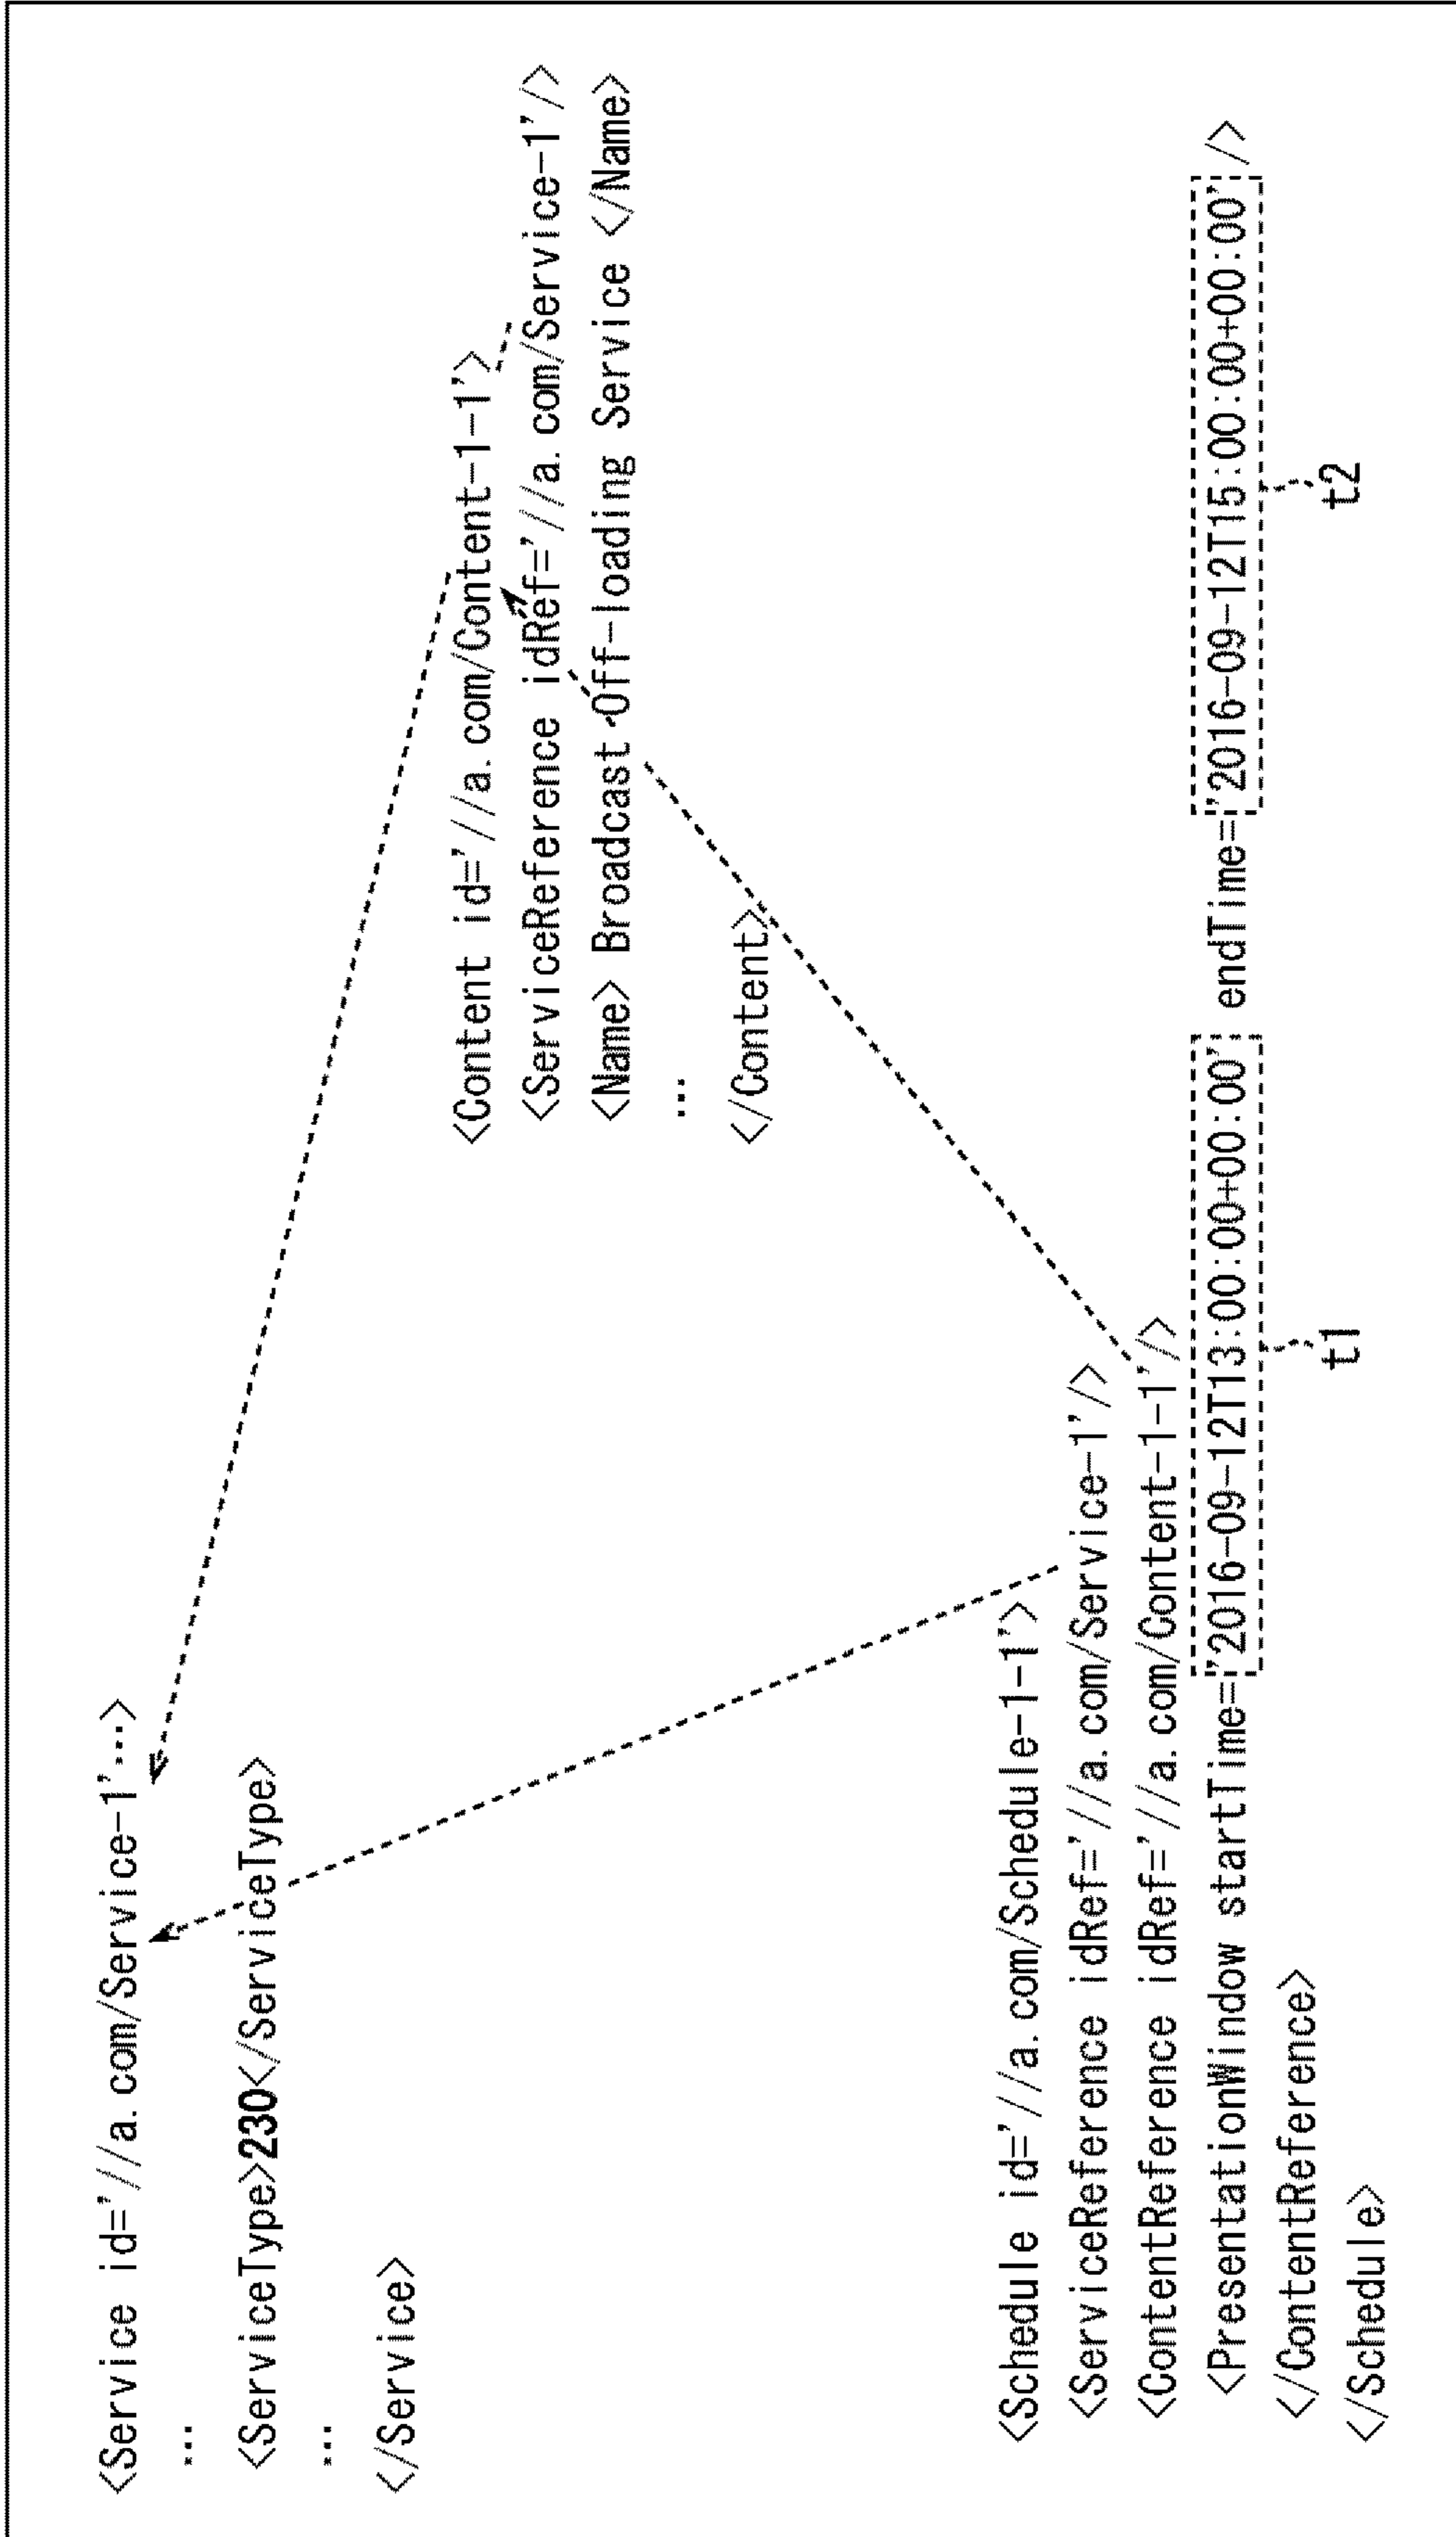 <Service id='//a.com/Service-1'...>
...
<ServiceType>230</ServiceType>
...
</Service>
<Content id='//a.com/Content-1-1'>
<ServiceReference idRef='//a.com/Service-1'/>
<Name> Broadcast Off-loading Service </Name>
...
</Content>
<Schedule id='//a.com/Schedule-1-1'>
<ServiceReference idRef='//a.com/Service-1'/>
<ContentReference idRef='//a.com/Content-1-1'/>
<PresentationWindow startTime='2016-09-12T13:00:00+00:00' endTime='2016-09-12T15:00:00+00:00'/>
</ContentReference>
</Schedule>
t1
t2